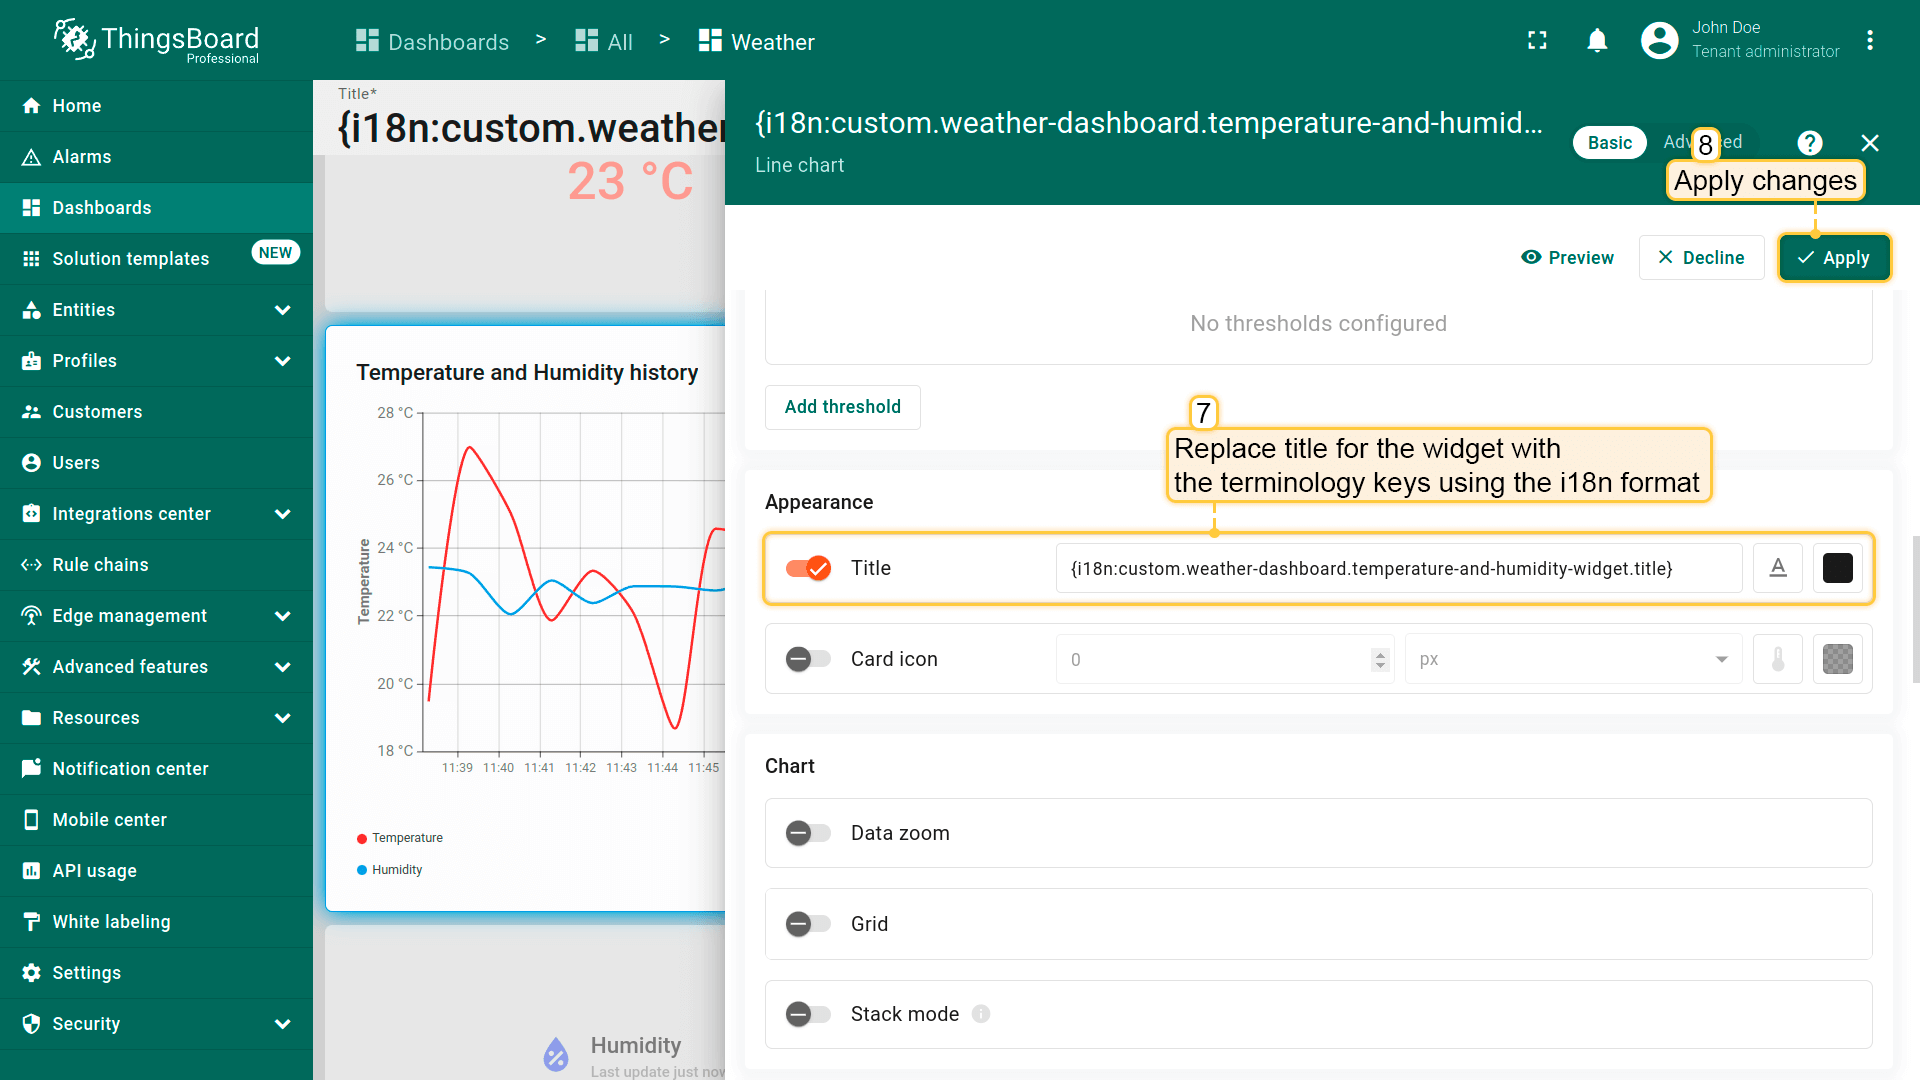 ThingsBoard
Professional
Dashboards > All > Weather
John Doe
Tenant administrator
Home
Alarms
Dashboards
Solution templates NEW
Entities
Profiles
Customers
Users
Integrations center
Rule chains
Edge management
Advanced features
Resources
Notification center
Mobile center
API usage
White labeling
Settings
Security
Title*
{i18n:custom.weather
23 °C
Temperature and Humidity history
28 °C
26 °C
24 °C
22 °C
20 °C
18 °C
Temperature
11:39 11:40 11:41 11:42 11:43 11:44 11:45
Temperature
Humidity
Humidity
Last update just now
{i18n:custom.weather-dashboard.temperature-and-humid...
Line chart
Basic
8
Apply changes
Preview
Decline
Apply
No thresholds configured
Add threshold
7
Replace title for the widget with
the terminology keys using the i18n format
Appearance
Title {i18n:custom.weather-dashboard.temperature-and-humidity-widget.title}
Card icon 0 px
Chart
Data zoom
Grid
Stack mode